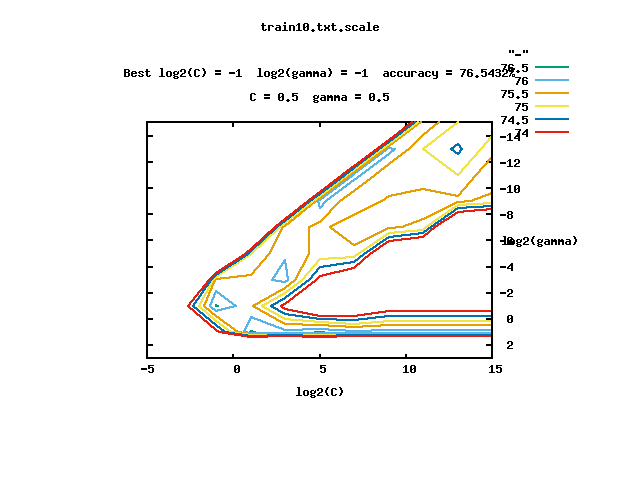 train10.txt.scale
"-"
Best log2(C) = -1  log2(gamma) = -1  accuracy = 76.5432%
76.5
76
C = 0.5  gamma = 0.5
75.5
75
74.5
74
-14
-12
-10
-8
-6
log2(gamma)
-4
-2
0
2
-5 0 5 10 15
log2(C)